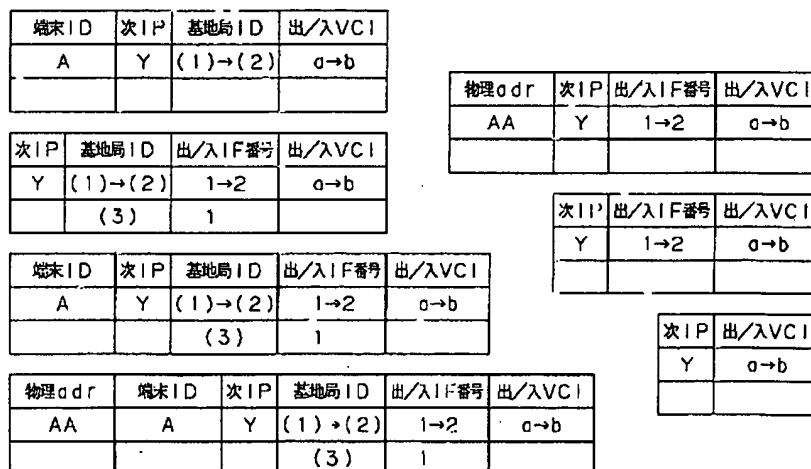 端末ID 次IP 基地局ID 出/入VCI
A Y (1)→(2) a→b
次IP 基地局ID 出/入IF番号 出/入VCI
Y (1)→(2) 1→2 a→b
(3) 1
端末ID 次IP 基地局ID 出/入IF番号 出/入VCI
A Y (1)→(2) 1→2 a→b
(3) 1
物理adr 端末ID 次IP 基地局ID 出/入IF番号 出/入VCI
AA A Y (1)→(2) 1→2 a→b
(3) 1
物理adr 次IP 出/入IF番号 出/入VCI
AA Y 1→2 a→b
次IP 出/入IF番号 出/入VCI
Y 1→2 a→b
次IP 出/入VCI
Y a→b